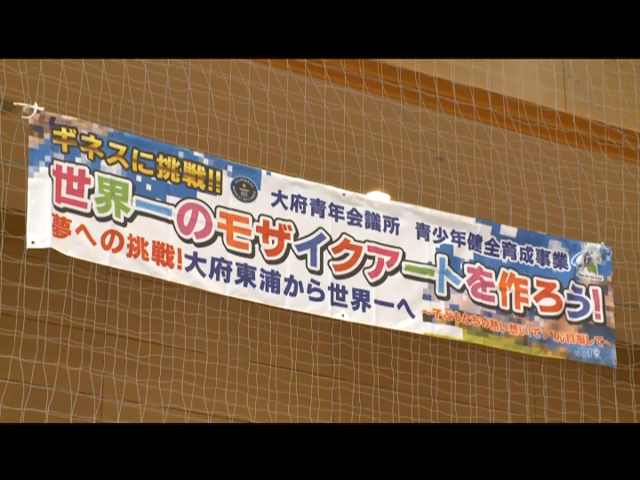 ギネスに挑戦!!
大府青年会議所 青少年健全育成事業
世界一のモザイクアートを作ろう!
夢への挑戦!大府東浦から世界一へ